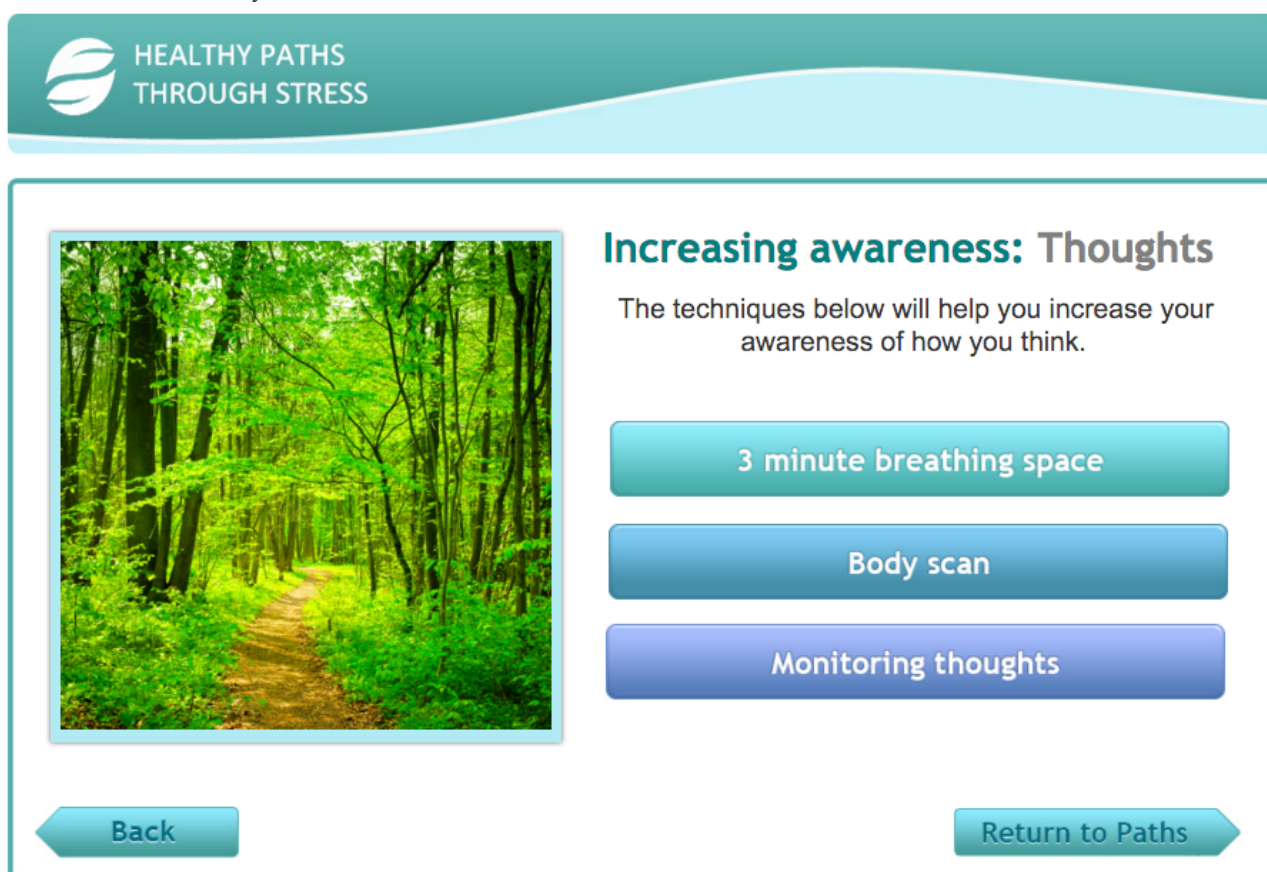 HEALTHY PATHS
THROUGH STRESS
Increasing awareness: Thoughts
The techniques below will help you increase your
awareness of how you think.
3 minute breathing space
Body scan
Monitoring thoughts
Back
Return to Paths